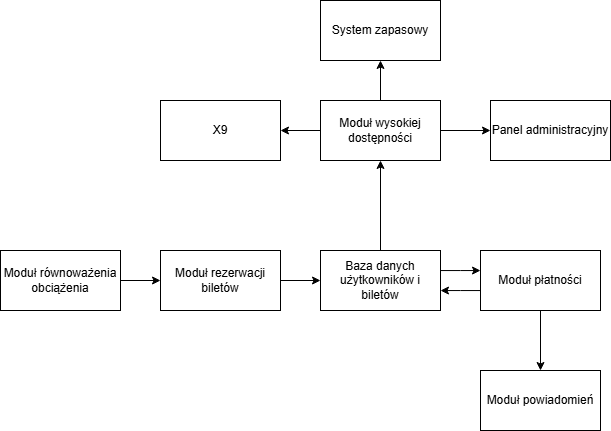 System zapasowy
X9
Moduł wysokiej
dostępności
Panel administracyjny
Moduł równoważenia
obciążenia
Moduł rezerwacji
biletów
Baza danych
użytkowników i
biletów
Moduł płatności
Moduł powiadomień